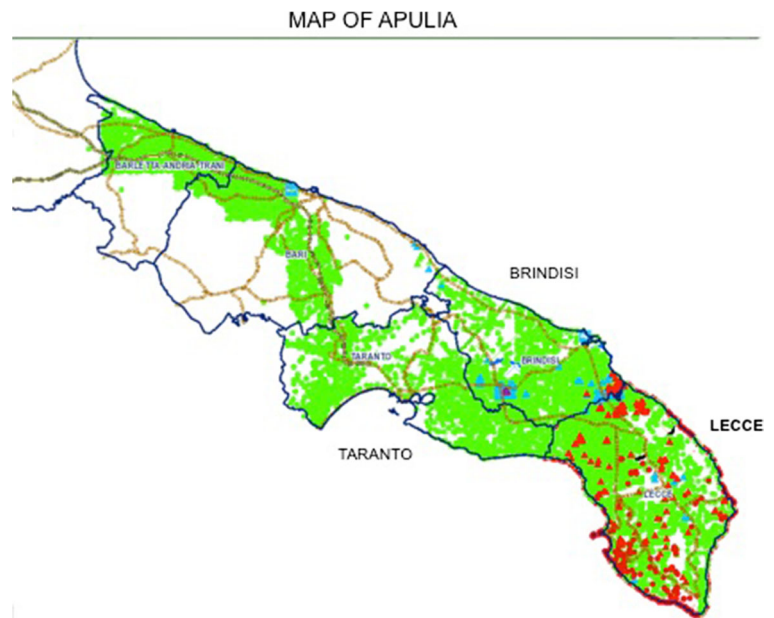 MAP OF APULIA
BARLETTA ANDRIA TRANI
BARI
BRINDISI
BRINDISI
TARANTO
LECCE
TARANTO
LECCE